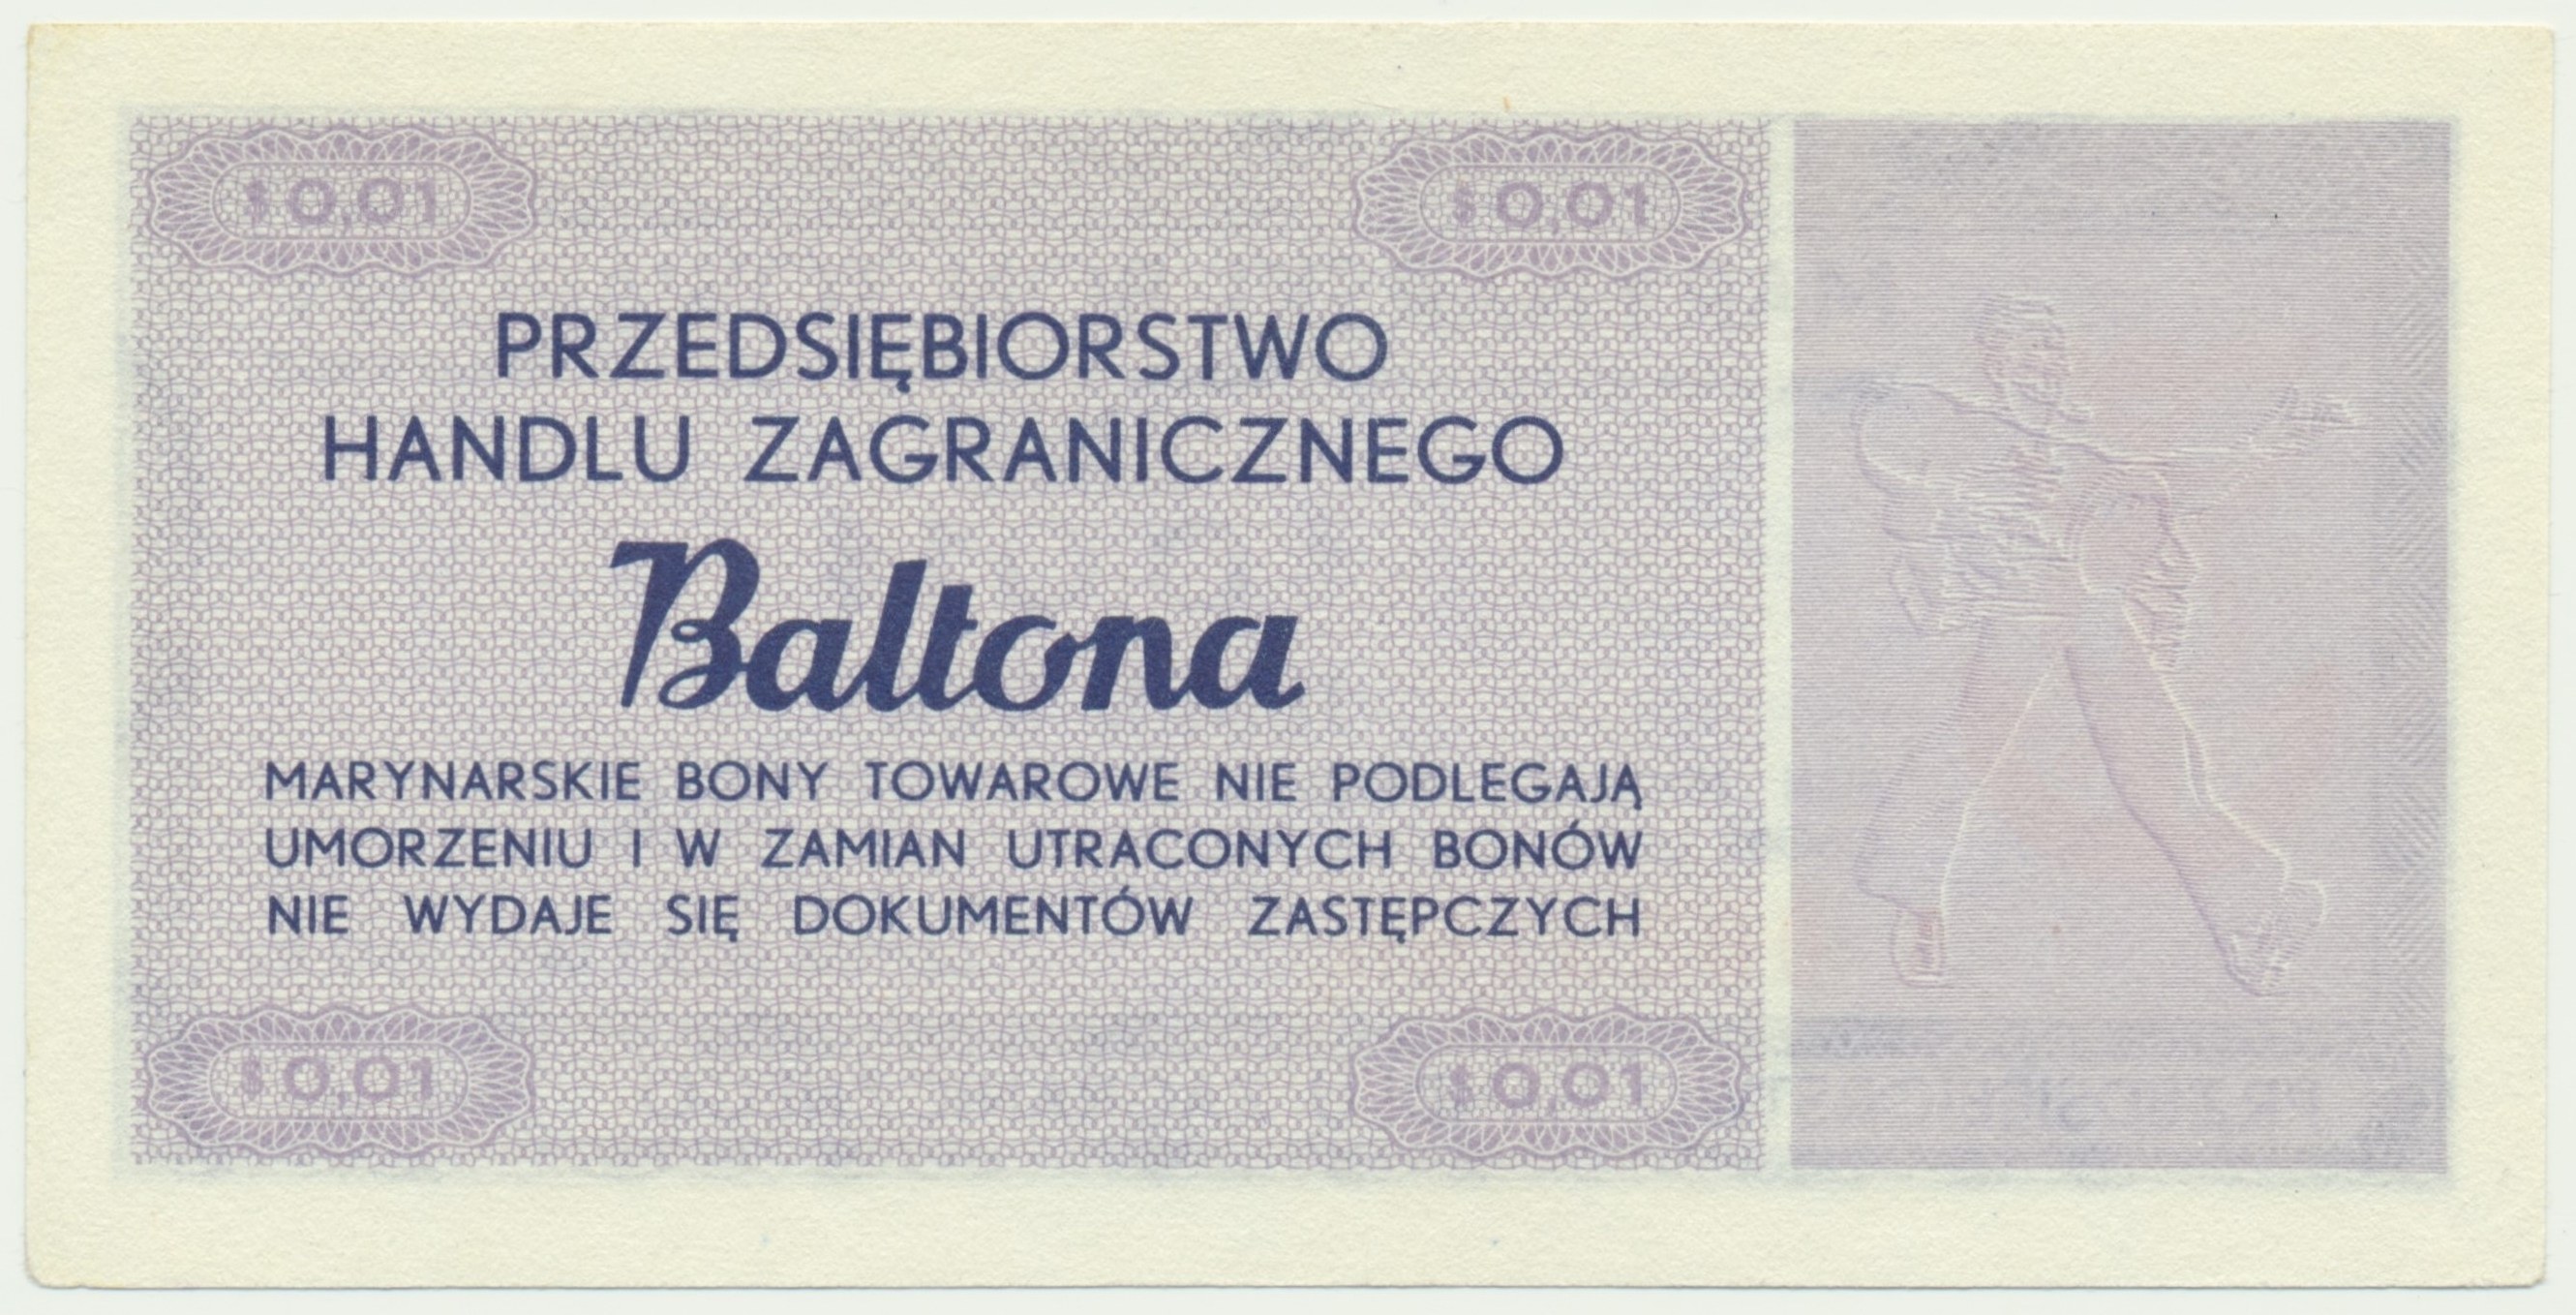 $ 0,01 $ 0,01
PRZEDSIĘBIORSTWO
HANDLU ZAGRANICZNEGO
Baltona
MARYNARSKIE BONY TOWAROWE NIE PODLEGAJĄ
UMORZENIU I W ZAMIAN UTRACONYCH BONÓW
NIE WYDAJE SIĘ DOKUMENTÓW ZASTĘPCZYCH
$ 0,01 $ 0,01